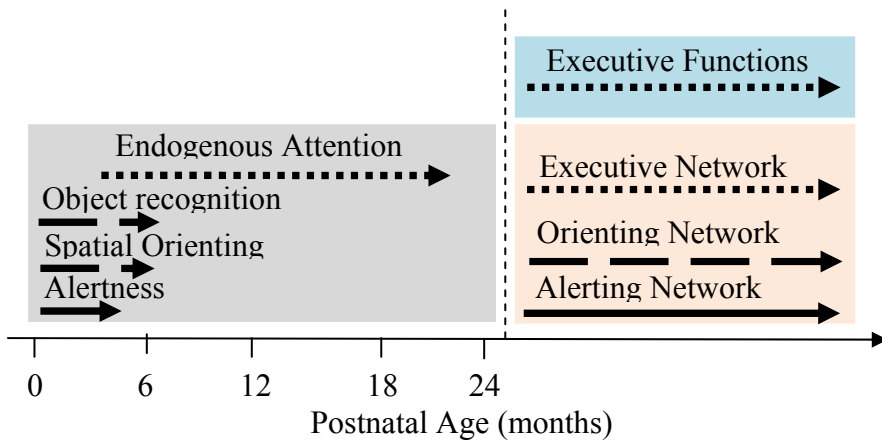 Executive Functions
Endogenous Attention
Executive Network
Object recognition
Orienting Network
Spatial Orienting
Alerting Network
Alertness
0 6 12 18 24
Postnatal Age (months)